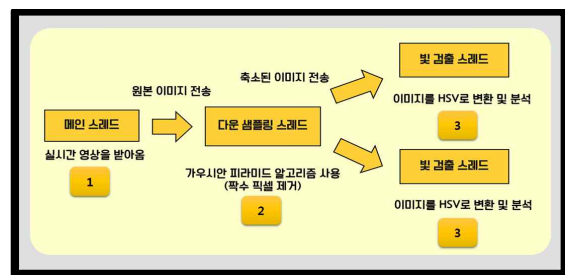 원본 이미지 전송
축소된 이미지 전송
메인 스레드
실시간 영상을 받아옴
1
다운 샘플링 스레드
가우시안 피라미드 알고리즘 사용
(짝수 픽셀 제거)
2
빛 검출 스레드
이미지를 HSV로 변환 및 분석
3
빛 검출 스레드
이미지를 HSV로 변환 및 분석
3